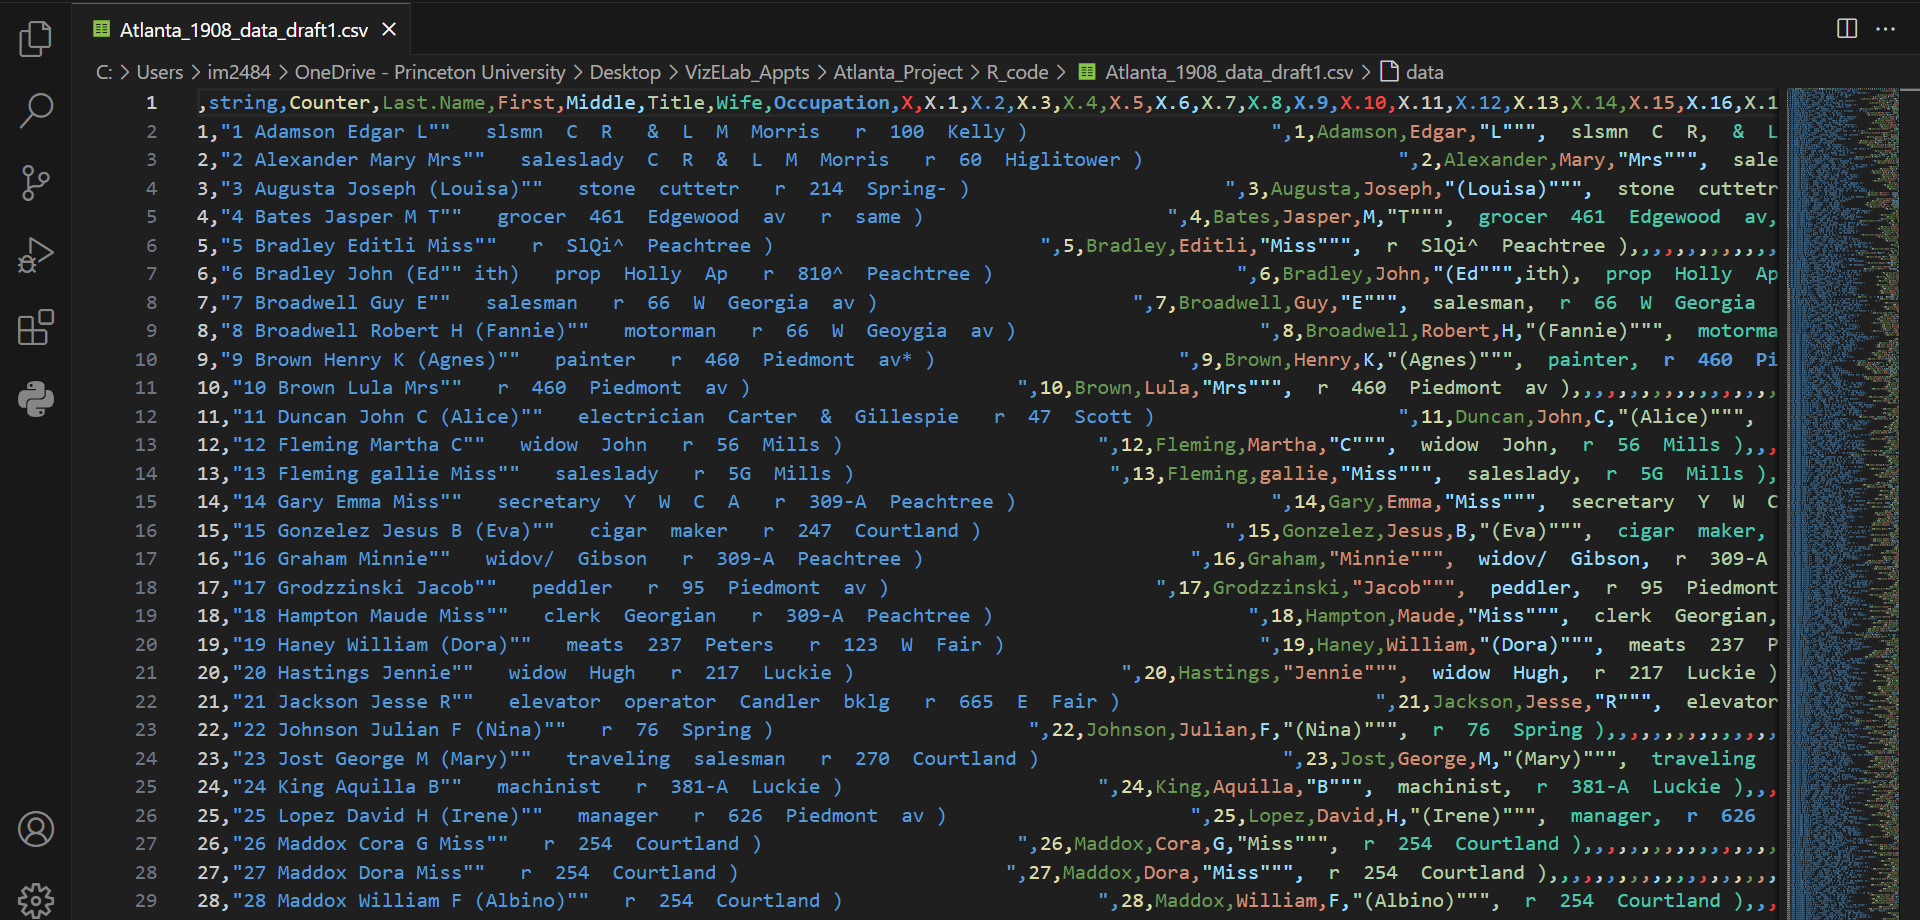 Atlanta_1908_data_draft1.csv
C: > Users > im2484 > OneDrive - Princeton University > Desktop > VizELab_Appts > Atlanta_Project > R_code > Atlanta_1908_data_draft1.csv > data
1 ,string,Counter,Last.Name,First,Middle,Title,Wife,Occupation,X,X.1,X.2,X.3,X.4,X.5,X.6,X.7,X.8,X.9,X.10,X.11,X.12,X.13,X.14,X.15,X.16,X.1
2 1,"1 Adamson Edgar L"" slsmn C R & L M Morris r 100 Kelly ) ",1,Adamson,Edgar,"L""", slsmn C R, & L
3 2,"2 Alexander Mary Mrs"" saleslady C R & L M Morris r 60 Higlitower ) ",2,Alexander,Mary,"Mrs""", sale
4 3,"3 Augusta Joseph (Louisa)"" stone cuttetr r 214 Spring- ) ",3,Augusta,Joseph,"(Louisa)""", stone cuttetr
5 4,"4 Bates Jasper M T"" grocer 461 Edgewood av r same ) ",4,Bates,Jasper,M,"T""", grocer 461 Edgewood av,
6 5,"5 Bradley Editli Miss"" r SlQi^ Peachtree ) ",5,Bradley,Editli,"Miss""", r SlQi^ Peachtree ),,,,,,,,,,,,,
7 6,"6 Bradley John (Ed"" ith) prop Holly Ap r 810^ Peachtree ) ",6,Bradley,John,"(Ed""",ith), prop Holly Ap
8 7,"7 Broadwell Guy E"" salesman r 66 W Georgia av ) ",7,Broadwell,Guy,"E""", salesman, r 66 W Georgia
9 8,"8 Broadwell Robert H (Fannie)"" motorman r 66 W Geoygia av ) ",8,Broadwell,Robert,H,"(Fannie)""", motorma
10 9,"9 Brown Henry K (Agnes)"" painter r 460 Piedmont av* ) ",9,Brown,Henry,K,"(Agnes)""", painter, r 460 Pi
11 10,"10 Brown Lula Mrs"" r 460 Piedmont av ) ",10,Brown,Lula,"Mrs""", r 460 Piedmont av ),,,,,,,,,,,,,,,,,,
12 11,"11 Duncan John C (Alice)"" electrician Carter & Gillespie r 47 Scott ) ",11,Duncan,John,C,"(Alice)""",
13 12,"12 Fleming Martha C"" widow John r 56 Mills ) ",12,Fleming,Martha,"C""", widow John, r 56 Mills ),,,
14 13,"13 Fleming gallie Miss"" saleslady r 5G Mills ) ",13,Fleming,gallie,"Miss""", saleslady, r 5G Mills ),
15 14,"14 Gary Emma Miss"" secretary Y W C A r 309-A Peachtree ) ",14,Gary,Emma,"Miss""", secretary Y W C
16 15,"15 Gonzelez Jesus B (Eva)"" cigar maker r 247 Courtland ) ",15,Gonzelez,Jesus,B,"(Eva)""", cigar maker,
17 16,"16 Graham Minnie"" widov/ Gibson r 309-A Peachtree ) ",16,Graham,"Minnie""", widov/ Gibson, r 309-A
18 17,"17 Grodzzinski Jacob"" peddler r 95 Piedmont av ) ",17,Grodzzinski,"Jacob""", peddler, r 95 Piedmont
19 18,"18 Hampton Maude Miss"" clerk Georgian r 309-A Peachtree ) ",18,Hampton,Maude,"Miss""", clerk Georgian,
20 19,"19 Haney William (Dora)"" meats 237 Peters r 123 W Fair ) ",19,Haney,William,"(Dora)""", meats 237 P
21 20,"20 Hastings Jennie"" widow Hugh r 217 Luckie ) ",20,Hastings,"Jennie""", widow Hugh, r 217 Luckie )
22 21,"21 Jackson Jesse R"" elevator operator Candler bklg r 665 E Fair ) ",21,Jackson,Jesse,"R""", elevator
23 22,"22 Johnson Julian F (Nina)"" r 76 Spring ) ",22,Johnson,Julian,F,"(Nina)""", r 76 Spring ),,,,,,,,,,,,,,,
24 23,"23 Jost George M (Mary)"" traveling salesman r 270 Courtland ) ",23,Jost,George,M,"(Mary)""", traveling
25 24,"24 King Aquilla B"" machinist r 381-A Luckie ) ",24,King,Aquilla,"B""", machinist, r 381-A Luckie ),,,
26 25,"25 Lopez David H (Irene)"" manager r 626 Piedmont av ) ",25,Lopez,David,H,"(Irene)""", manager, r 626
27 26,"26 Maddox Cora G Miss"" r 254 Courtland ) ",26,Maddox,Cora,G,"Miss""", r 254 Courtland ),,,,,,,,,,,,,,,,,
28 27,"27 Maddox Dora Miss"" r 254 Courtland ) ",27,Maddox,Dora,"Miss""", r 254 Courtland ),,,,,,,,,,,,,,,,,,,,
29 28,"28 Maddox William F (Albino)"" r 254 Courtland ) ",28,Maddox,William,F,"(Albino)""", r 254 Courtland ),,,